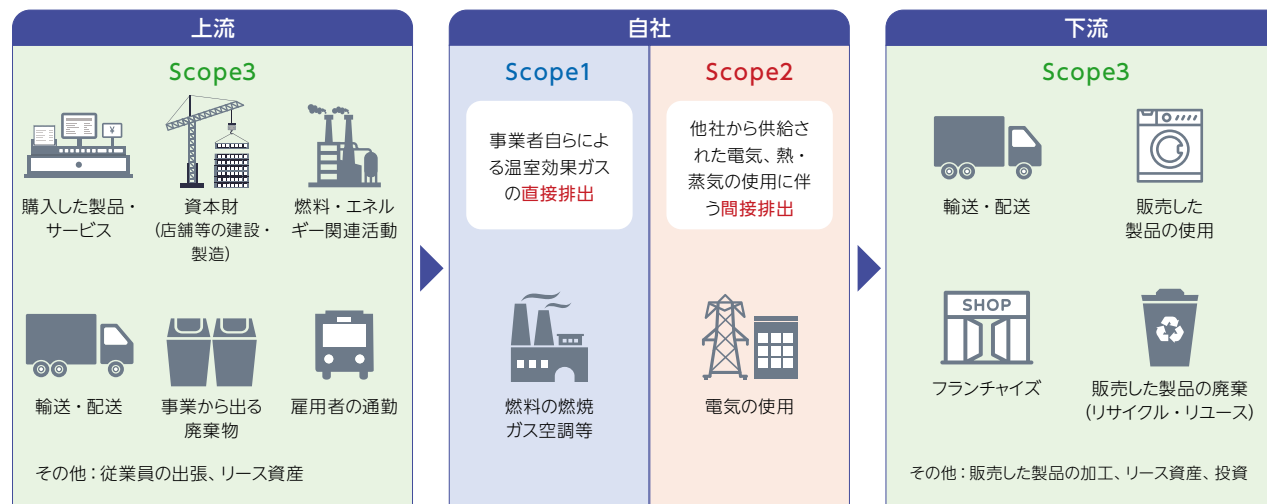 上流
Scope3
¥
購入した製品・
サービス
資本財
(店舗等の建設・
製造)
燃料・エネル
ギー関連活動
輸送・配送
事業から出る
廃棄物
雇用者の通勤
その他：従業員の出張、リース資産
自社
Scope1
事業者自らによ
る温室効果ガス
の直接排出
燃料の燃焼
ガス空調等
Scope2
他社から供給さ
れた電気、熱・
蒸気の使用に伴
う間接排出
電気の使用
下流
Scope3
輸送・配送
販売した
製品の使用
SHOP
フランチャイズ
販売した製品の廃棄
(リサイクル・リユース)
その他：販売した製品の加工、リース資産、投資